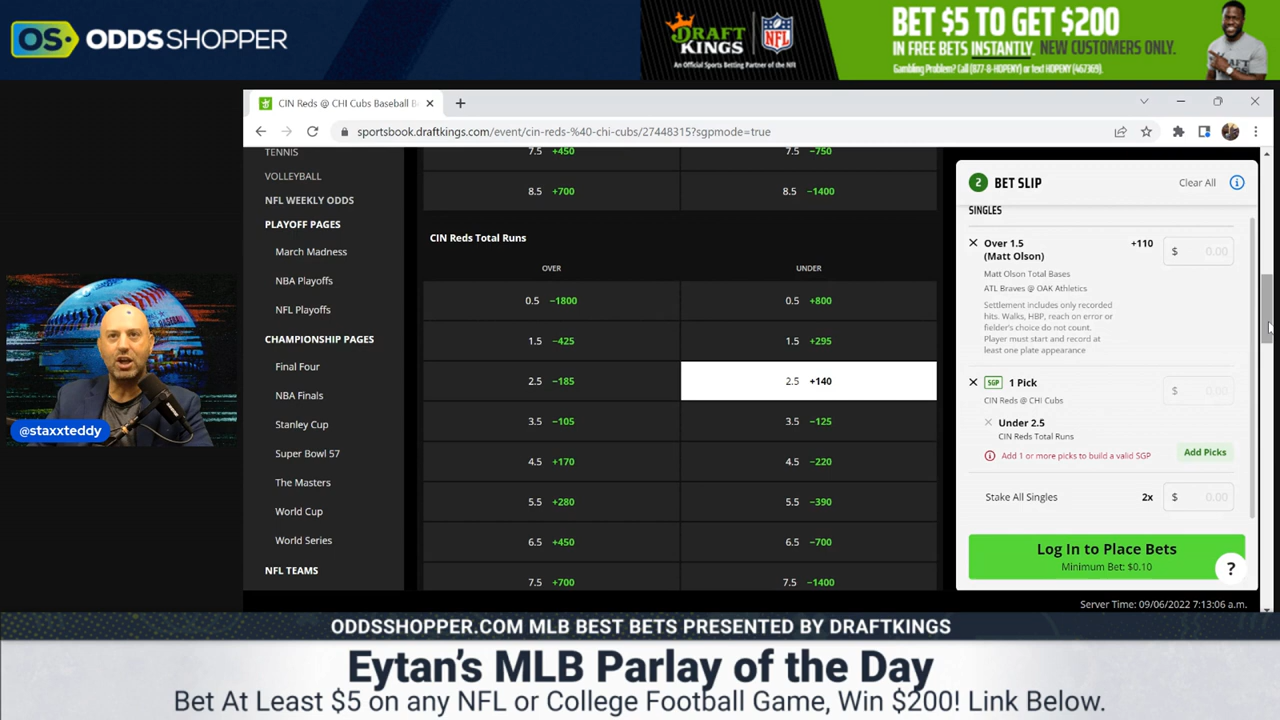 OS ODDSSHOPPER
DRAFT KINGS NFL
An Official Sports Betting Partner of the NFL
BET $5 TO GET $200
IN FREE BETS INSTANTLY. NEW CUSTOMERS ONLY.
Gambling Problem? Call (877-8-HOPENY) or text HOPENY (467369).
CIN Reds @ CHI Cubs Baseball B
sportsbook.draftkings.com/event/cin-reds-%40-chi-cubs/27448315?sgpmode=true
TENNIS
VOLLEYBALL
NFL WEEKLY ODDS
PLAYOFF PAGES
March Madness
NBA Playoffs
NFL Playoffs
CHAMPIONSHIP PAGES
Final Four
NBA Finals
Stanley Cup
Super Bowl 57
The Masters
World Cup
World Series
NFL TEAMS
7.5 +450 7.5 −750
8.5 +700 8.5 −1400
CIN Reds Total Runs
OVER UNDER
0.5 −1800 0.5 +800
1.5 −425 1.5 +295
2.5 −185 2.5 +140
3.5 −105 3.5 −125
4.5 +170 4.5 −220
5.5 +280 5.5 −390
6.5 +450 6.5 −700
7.5 +700 7.5 −1400
2 BET SLIP Clear All
SINGLES
Over 1.5 +110 $ 0.00
(Matt Olson)
Matt Olson Total Bases
ATL Braves @ OAK Athletics
Settlement includes only recorded
hits. Walks, HBP, reach on error or
fielder's choice do not count.
Player must start and record at
least one plate appearance
SGP 1 Pick $ 0.00
CIN Reds @ CHI Cubs
Under 2.5
CIN Reds Total Runs
Add 1 or more picks to build a valid SGP Add Picks
Stake All Singles 2x $ 0.00
Log In to Place Bets
Minimum Bet: $0.10
?
Server Time: 09/06/2022 7:13:06 a.m.
@staxxteddy
ODDSSHOPPER.COM MLB BEST BETS PRESENTED BY DRAFTKINGS
Eytan's MLB Parlay of the Day
Bet At Least $5 on any NFL or College Football Game, Win $200! Link Below.